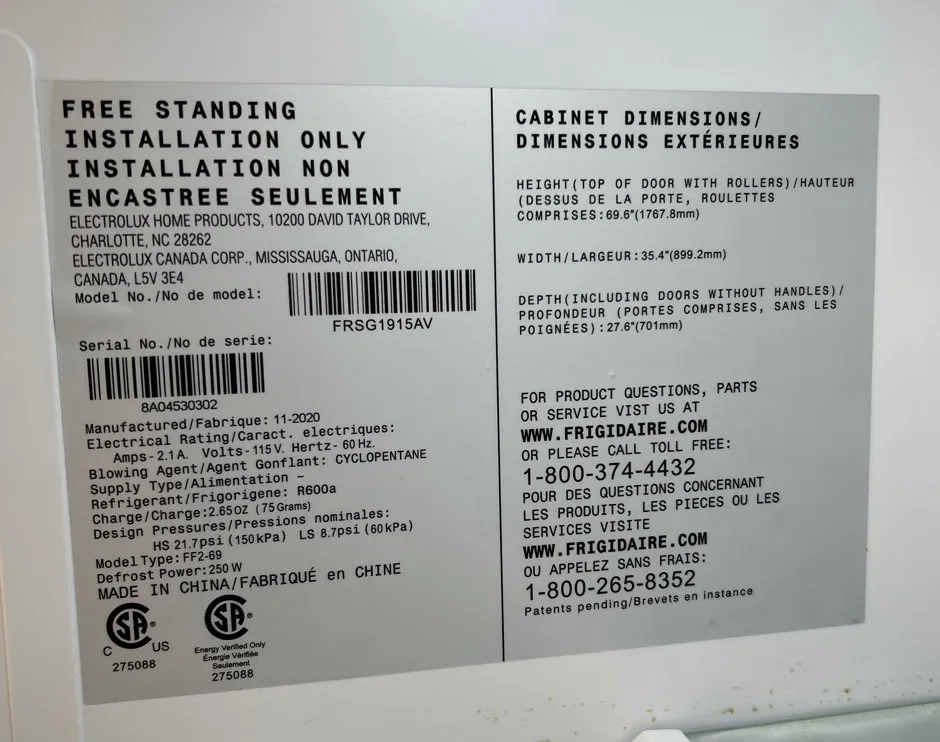 FREE STANDING
INSTALLATION ONLY
INSTALLATION NON
ENCASTREE SEULEMENT
ELECTROLUX HOME PRODUCTS, 10200 DAVID TAYLOR DRIVE,
CHARLOTTE, NC 28262
ELECTROLUX CANADA CORP., MISSISSAUGA, ONTARIO,
CANADA, L5V 3E4
Model No./No de model:
FRSG1915AV
Serial No./No de serie:
8A04530302
Manufactured/Fabrique: 11-2020
Electrical Rating/Caract. electriques:
Amps- 2.1 A. Volts- 115 V. Hertz- 60 Hz.
Blowing Agent/Agent Gonflant: CYCLOPENTANE
Supply Type/Alimentation –
Refrigerant/Frigorigene: R600a
Charge/Charge:2.65OZ (75Grams)
Design Pressures/Pressions nominales:
HS 21.7psi (150kPa) LS 8.7psi (60kPa)
Model Type: FF2-69
Defrost Power:250 W
MADE IN CHINA/FABRIQUÉ en CHINE
C SA ® US
275088
SA ®
Energy Verified Only
Énergie Vérifiée
Seulement
275088
CABINET DIMENSIONS/
DIMENSIONS EXTÉRIEURES
HEIGHT(TOP OF DOOR WITH ROLLERS)/HAUTEUR
(DESSUS DE LA PORTE, ROULETTES
COMPRISES:69.6"(1767.8mm)
WIDTH/LARGEUR:35.4"(899.2mm)
DEPTH(INCLUDING DOORS WITHOUT HANDLES)/
PROFONDEUR (PORTES COMPRISES, SANS LES
POIGNÉES):27.6"(701mm)
FOR PRODUCT QUESTIONS, PARTS
OR SERVICE VIST US AT
WWW.FRIGIDAIRE.COM
OR PLEASE CALL TOLL FREE:
1-800-374-4432
POUR DES QUESTIONS CONCERNANT
LES PRODUITS, LES PIECES OU LES
SERVICES VISITE
WWW.FRIGIDAIRE.COM
OU APPELEZ SANS FRAIS:
1-800-265-8352
Patents pending/Brevets en instance